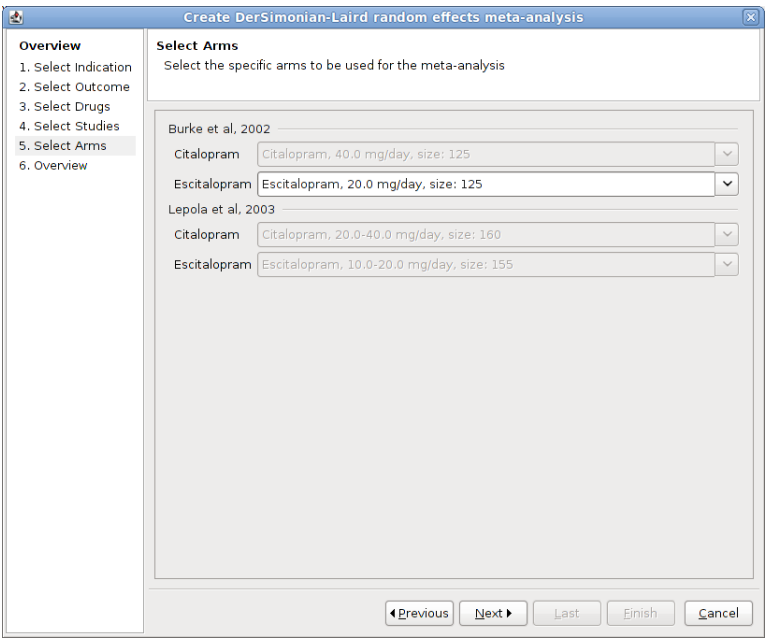 Create DerSimonian-Laird random effects meta-analysis
Overview
1. Select Indication
2. Select Outcome
3. Select Drugs
4. Select Studies
5. Select Arms
6. Overview
Select Arms
Select the specific arms to be used for the meta-analysis
Burke et al, 2002
Citalopram Citalopram, 40.0 mg/day, size: 125
Escitalopram Escitalopram, 20.0 mg/day, size: 125
Lepola et al, 2003
Citalopram Citalopram, 20.0-40.0 mg/day, size: 160
Escitalopram Escitalopram, 10.0-20.0 mg/day, size: 155
Previous Next Last Finish Cancel